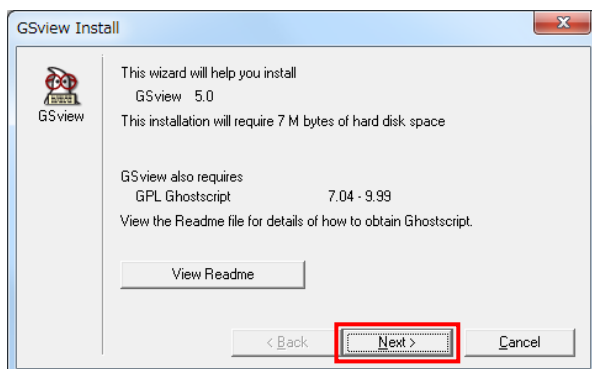 GSview Install
This wizard will help you install
GSview 5.0
This installation will require 7 M bytes of hard disk space
GSview
GSview also requires
GPL Ghostscript 7.04 - 9.99
View the Readme file for details of how to obtain Ghostscript.
View Readme
< Back Next > Cancel